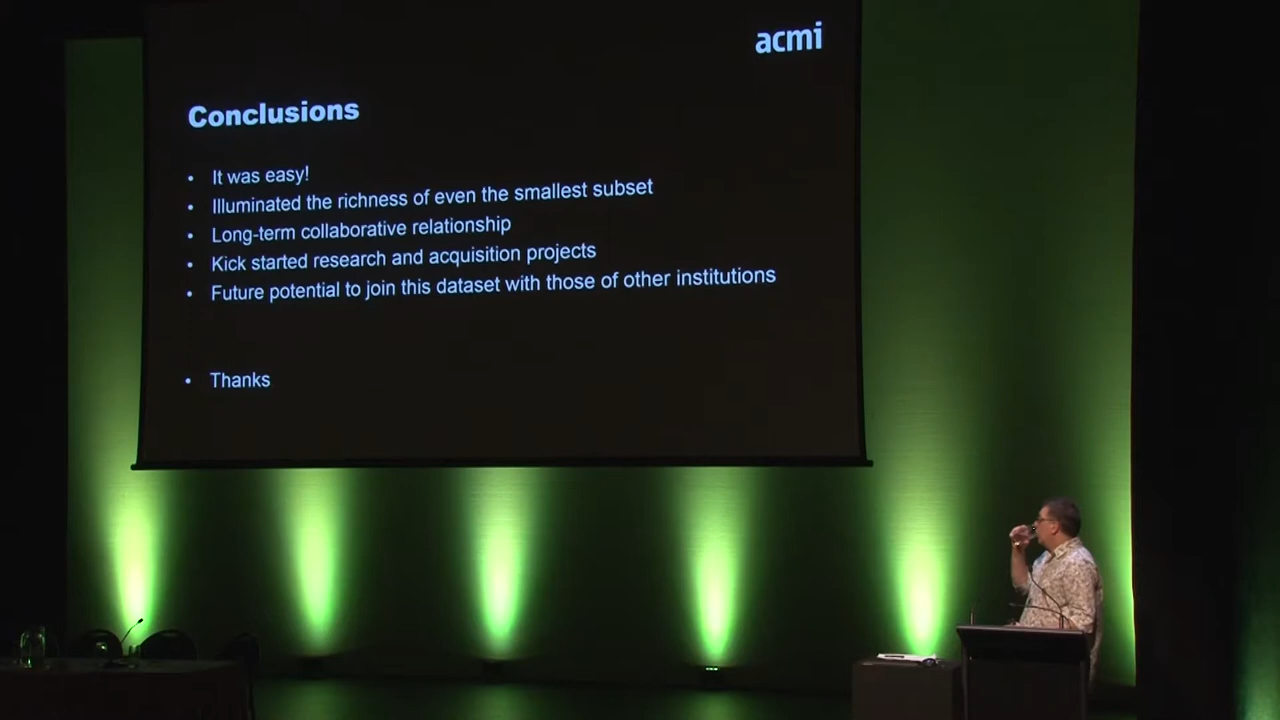 acmi
Conclusions
• It was easy!
• Illuminated the richness of even the smallest subset
• Long-term collaborative relationship
• Kick started research and acquisition projects
• Future potential to join this dataset with those of other institutions
• Thanks